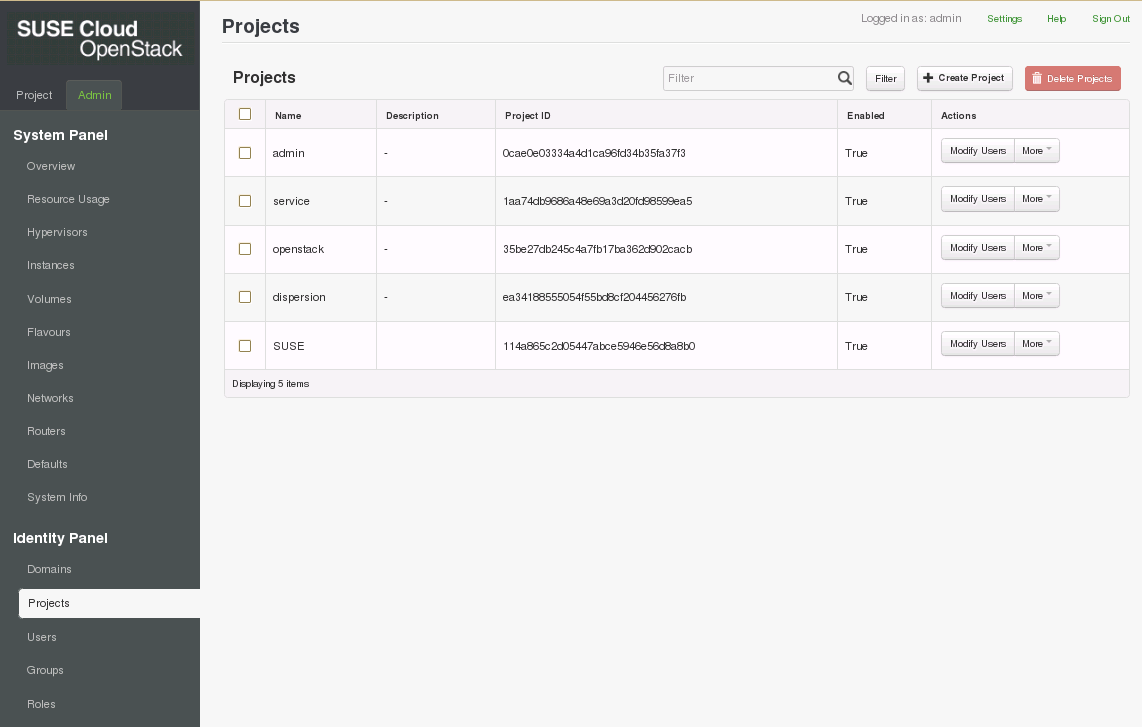 SUSE Cloud
OpenStack
Project Admin
System Panel
Overview
Resource Usage
Hypervisors
Instances
Volumes
Flavours
Images
Networks
Routers
Defaults
System Info
Identity Panel
Domains
Projects
Users
Groups
Roles
Projects
Logged in as: admin Settings Help Sign Out
Projects
Filter Filter Create Project Delete Projects
Name Description Project ID Enabled Actions
admin - 0cae0e03334a4d1ca96fd34b35fa37f3 True Modify Users More
service - 1aa74db9686a48e69a3d20fd98599ea5 True Modify Users More
openstack - 35be27db245c4a7fb17ba362d902cacb True Modify Users More
dispersion - ea34188555054f55bd8cf204456276fb True Modify Users More
SUSE 114a865c2d05447abce5946e56d8a8b0 True Modify Users More
Displaying 5 items